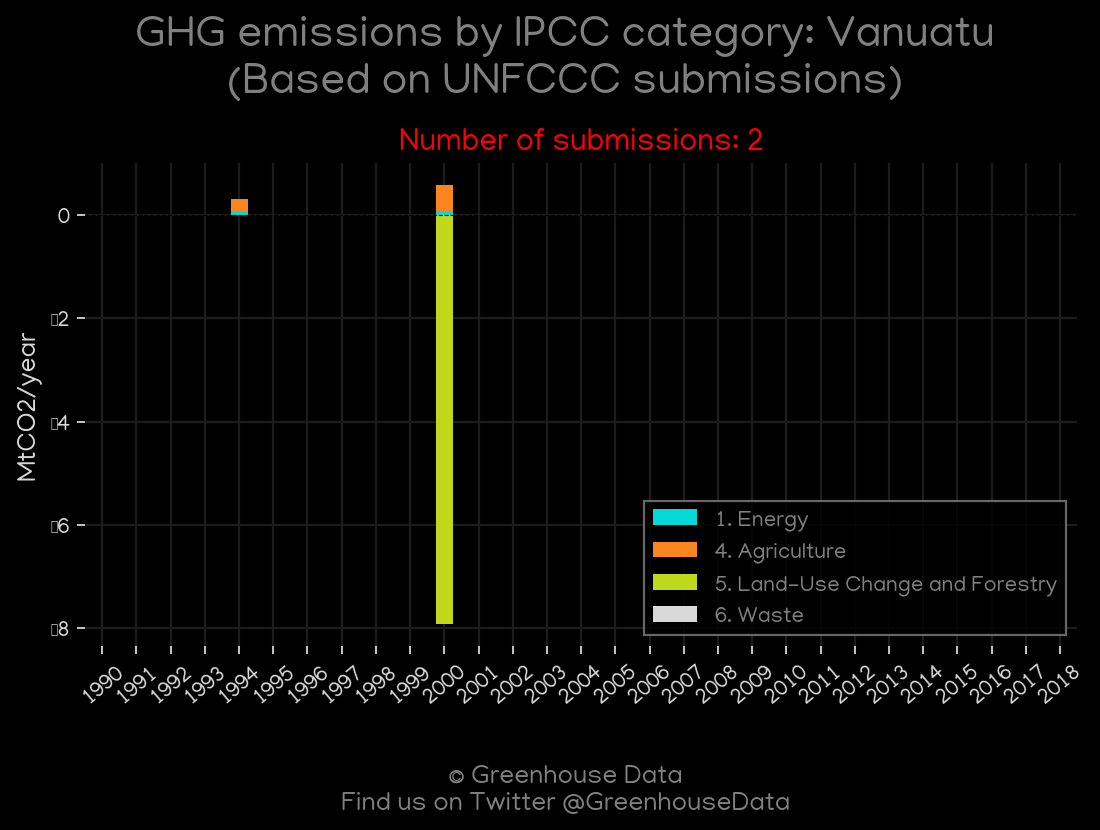 GHG emissions by IPCC category: Vanuatu
(Based on UNFCCC submissions)
Number of submissions: 2
MtCO2/year
0
▯2
▯4
▯6
▯8
1. Energy
4. Agriculture
5. Land-Use Change and Forestry
6. Waste
1990 1991 1992 1993 1994 1995 1996 1997 1998 1999 2000 2001 2002 2003 2004 2005 2006 2007 2008 2009 2010 2011 2012 2013 2014 2015 2016 2017 2018
© Greenhouse Data
Find us on Twitter @GreenhouseData